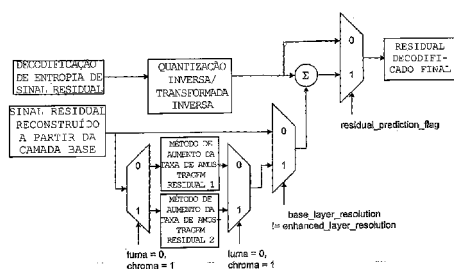 DECODIFICAÇÃO
DE ENTROPIA DE
SINAL RESIDUAL
QUANTIZAÇÃO
INVERSA/
TRANSFORMADA
INVERSA
0
1
Σ
RESIDUAL
DECODIFI-
CADO FINAL
residual_prediction_flag
SINAL RESIDUAL
RECONSTRUÍDO
A PARTIR DA
CAMADA BASE
0
1
MÉTODO DE
AUMENTO DA
TAXA DE AMOS-
TRAGEM
RESIDUAL 1
MÉTODO DE
AUMENTO DA
TAXA DE AMOS-
TRAGEM
RESIDUAL 2
0
1
0
1
base_layer_resolution
!= enhanced_layer_resolution
luma = 0,
chroma = 1
luma = 0,
chroma = 1